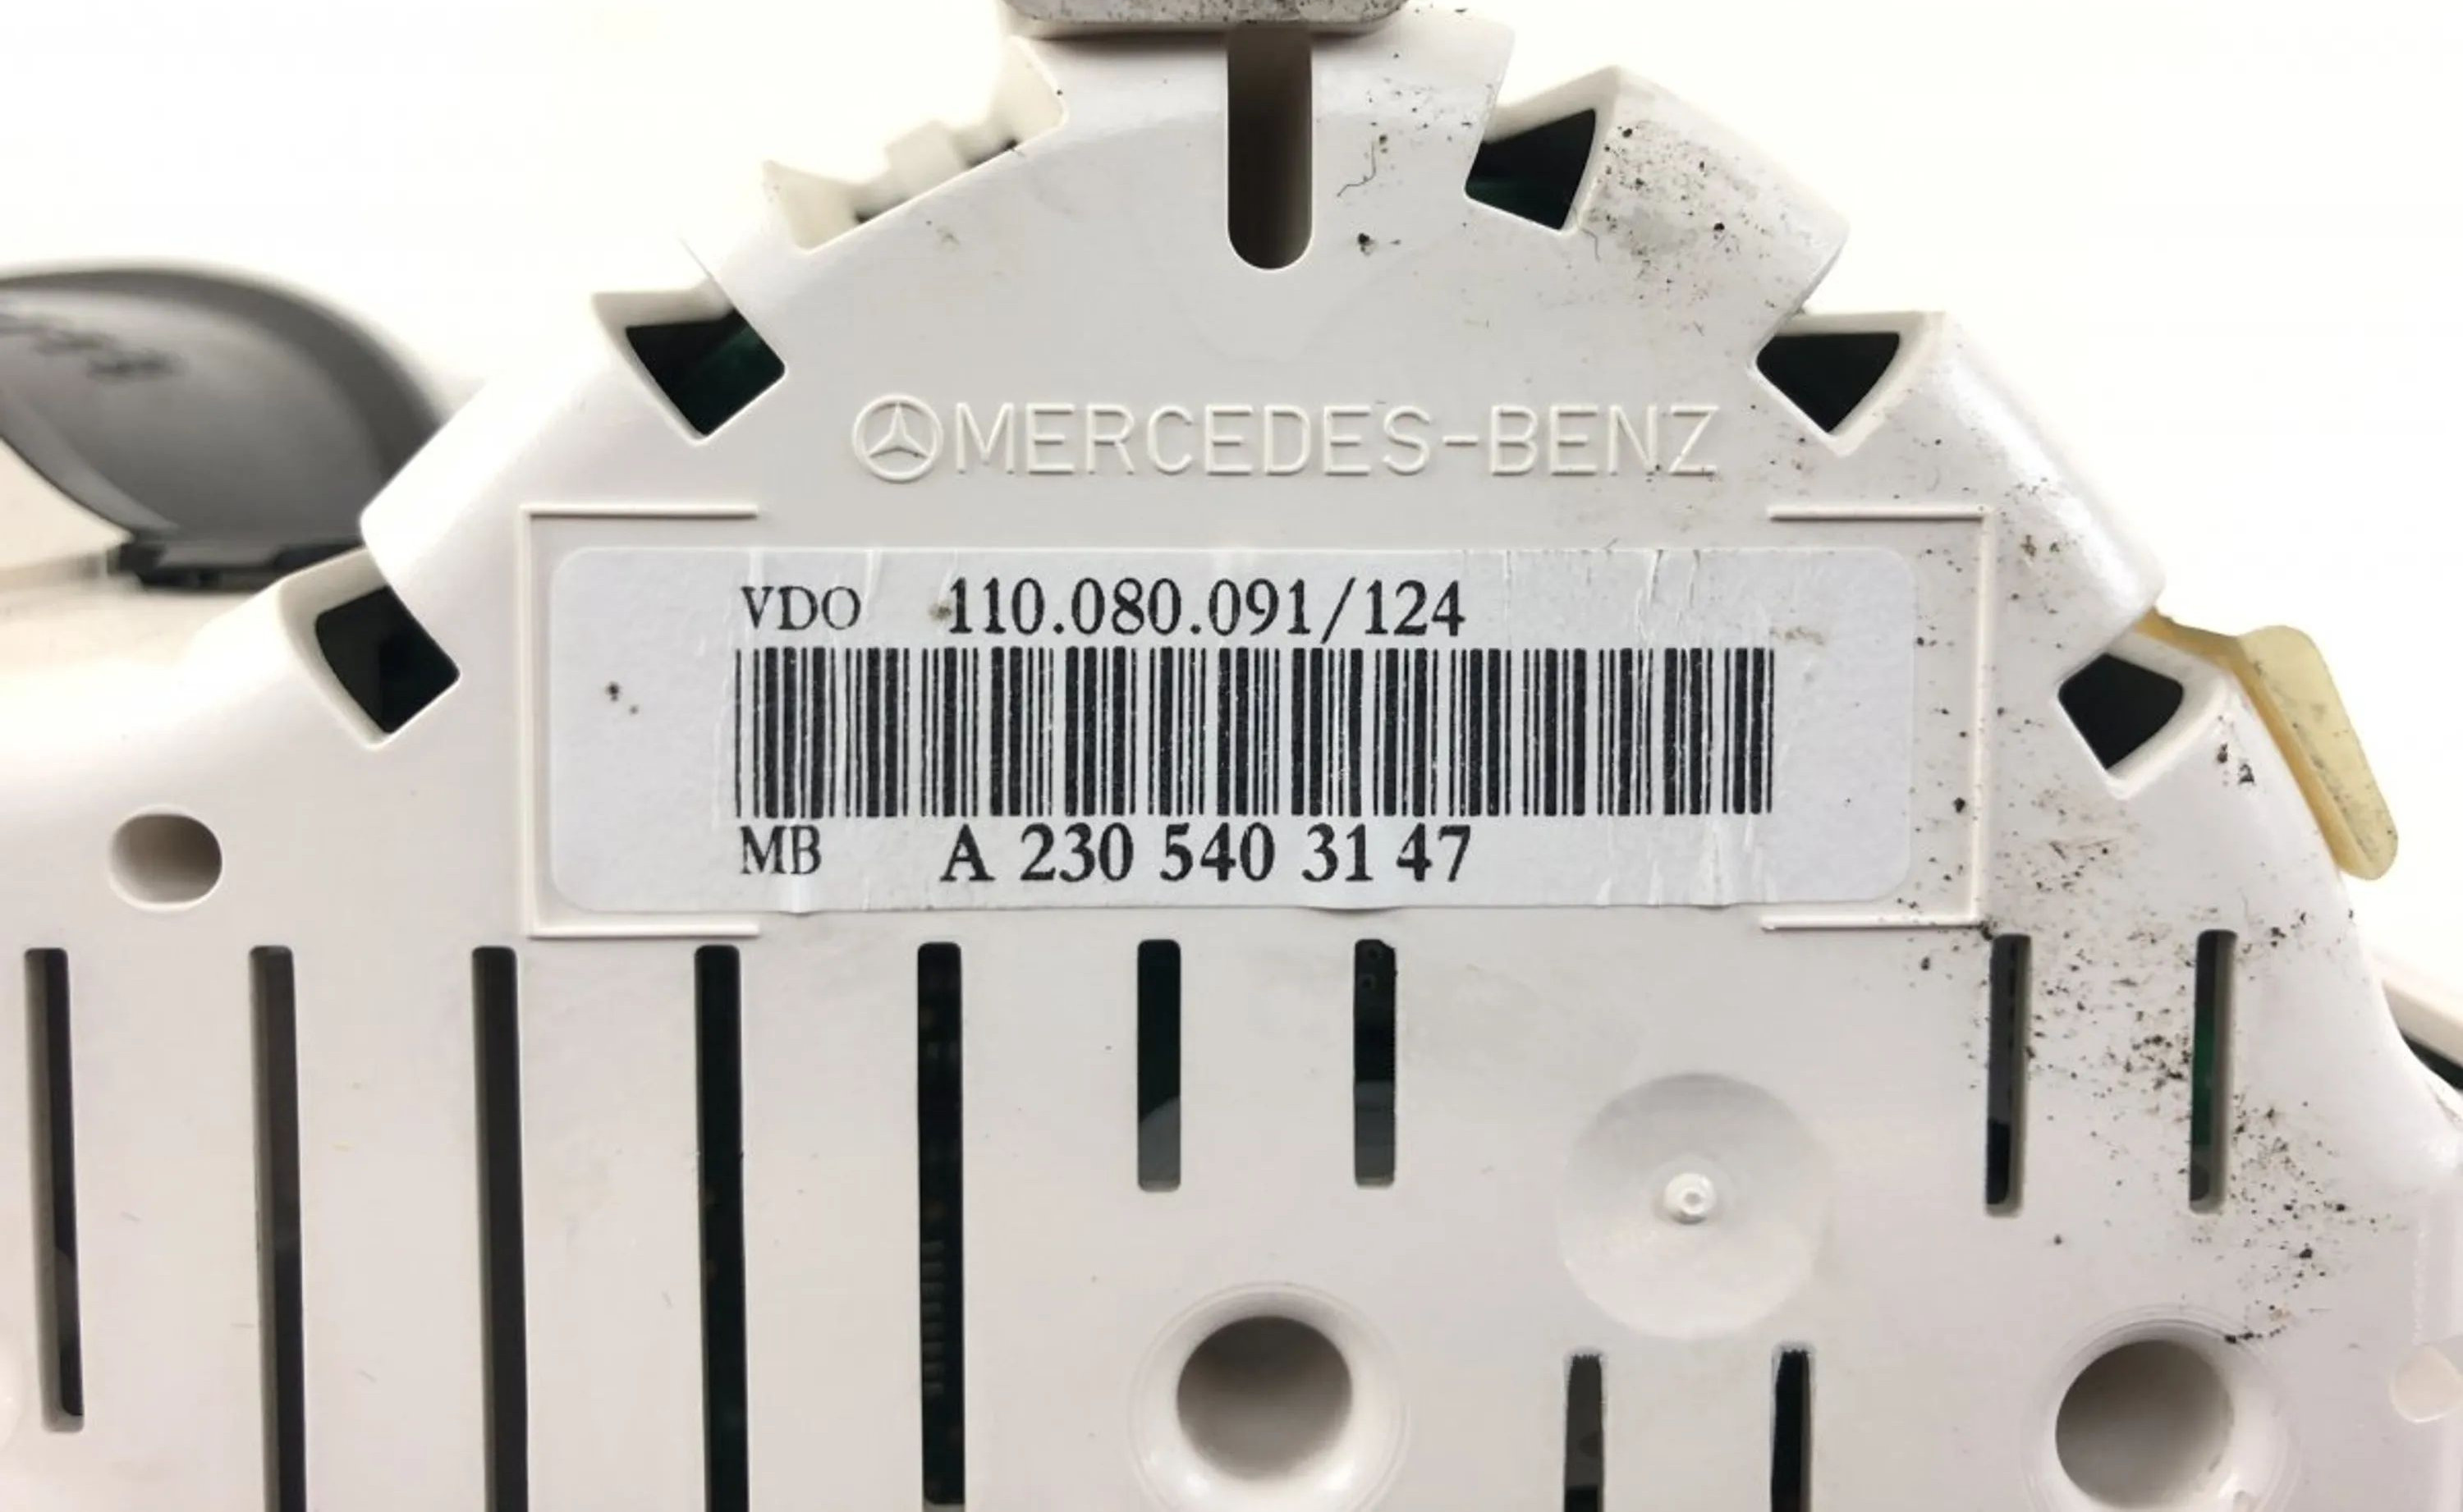 MERCEDES-BENZ
VDO 110.080.091/124
MB A 230 540 31 47